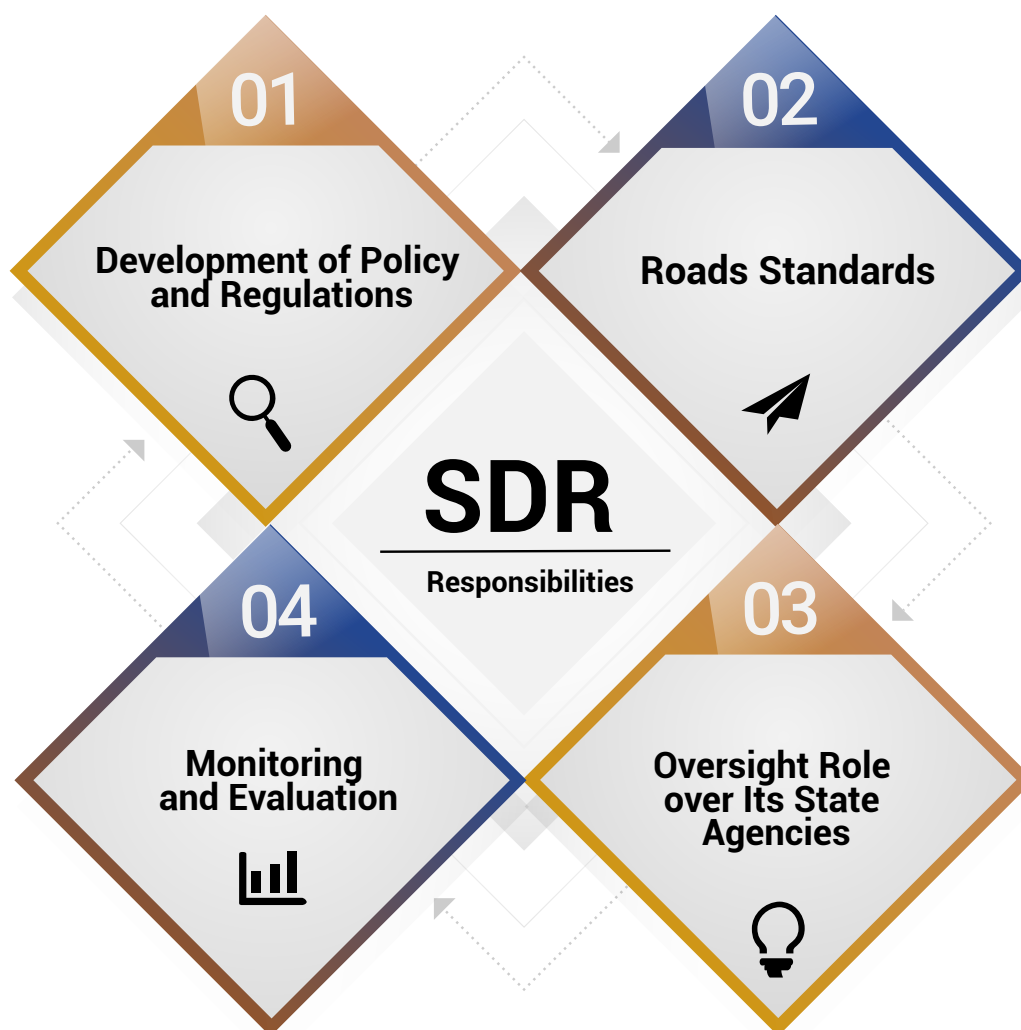 01
Development of Policy
and Regulations
02
Roads Standards
SDR
Responsibilities
03
Oversight Role
over Its State
Agencies
04
Monitoring
and Evaluation